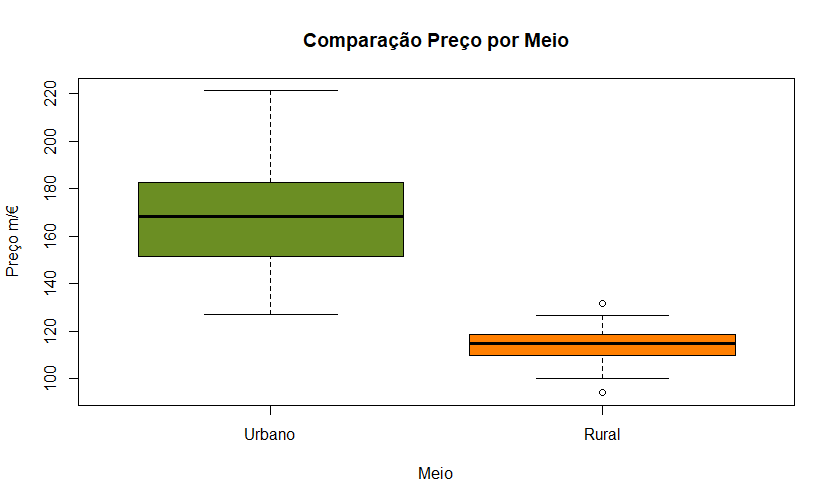 Comparação Preço por Meio
Preço m/€
220
200
180
160
140
120
100
Urbano
Rural
Meio